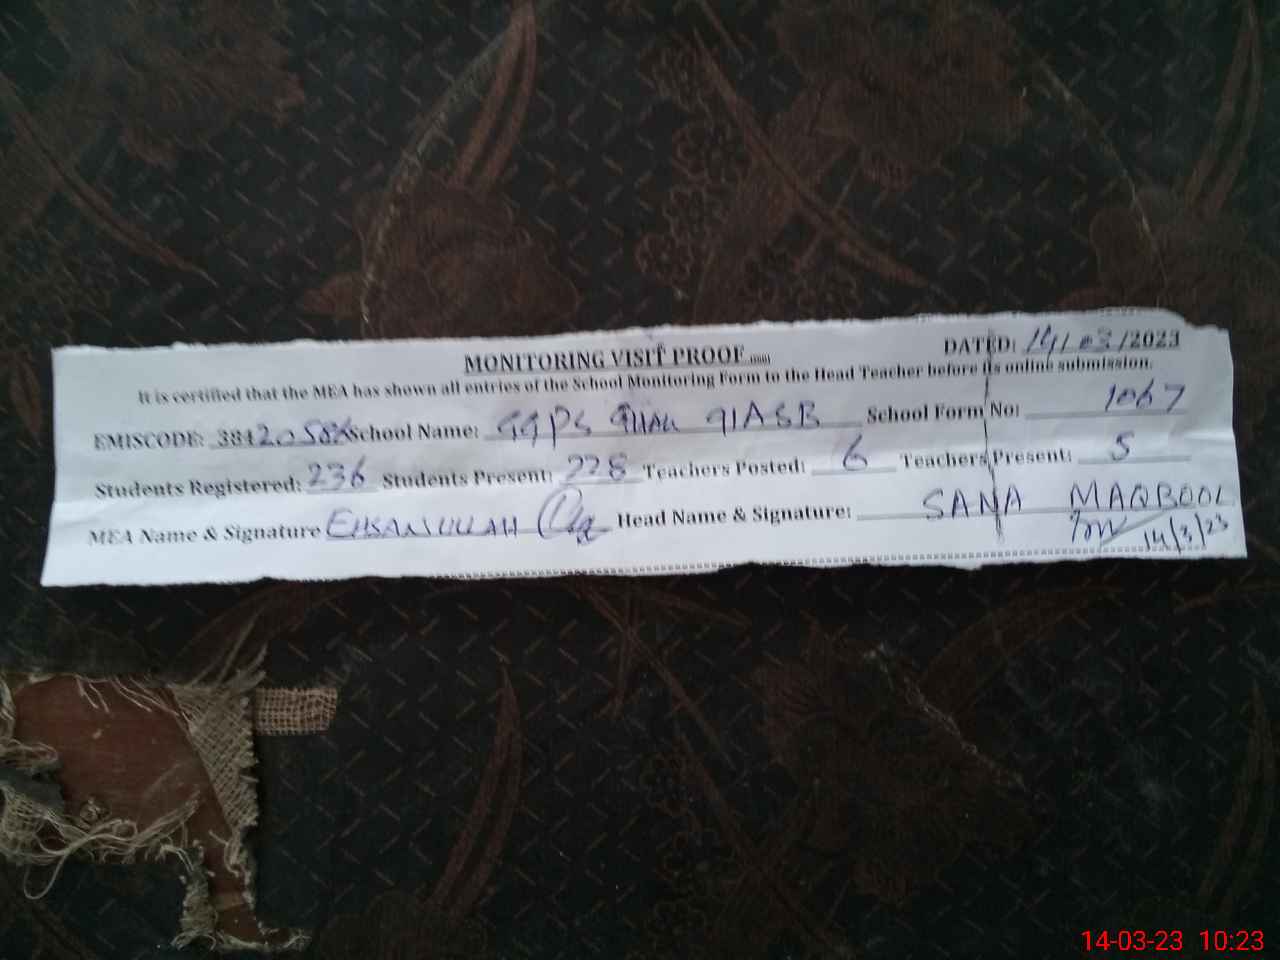 MONITORING VISIT PROOF
DATED: 14/03/2023
It is certified that the MEA has shown all entries of the School Monitoring Form to the Head Teacher before its online submission.
EMISCODE: 384 School Name: GGPS School Form No: 1067
Students Registered: 236 Students Present: 228 Teachers Posted: 6 Teachers Present: 5
MEA Name & Signature EHSANULLAH Head Name & Signature: SANA MAQBOOL
14/3/23
14-03-23 10:23